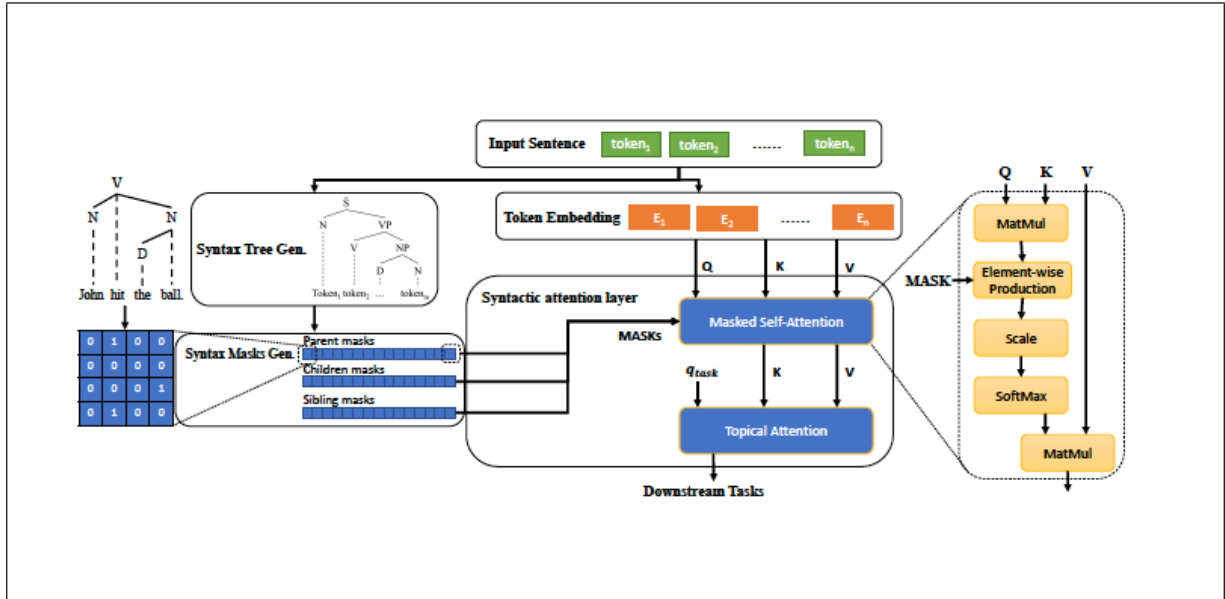 Input Sentence token1 token2 ...... token𝑛
V
N N
D
John hit the ball.
Syntax Tree Gen.
Ŝ
N VP
V NP
D N
Token1 token2 ... tokenm
Token Embedding E1 E2 ...... En
Q K V
Syntactic attention layer
Masked Self-Attention
MASKs
K V
qtask
Topical Attention
Downstream Tasks
0 1 0 0
0 0 0 0
0 0 0 1
0 1 0 0
Syntax Masks Gen.
Parent masks
Children masks
Sibling masks
Q K V
MatMul
MASK
Element-wise
Production
Scale
SoftMax
MatMul